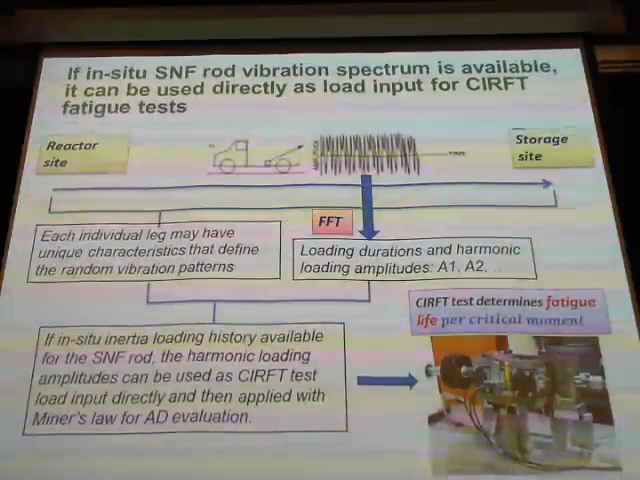 If in-situ SNF rod vibration spectrum is available,
it can be used directly as load input for CIRFT
fatigue tests
Reactor
site
Storage
site
FFT
Each individual leg may have
unique characteristics that define
the random vibration patterns
Loading durations and harmonic
loading amplitudes: A1, A2, ...
CIRFT test determines fatigue
life per critical moment
If in-situ inertia loading history available
for the SNF rod, the harmonic loading
amplitudes can be used as CIRFT test
load input directly and then applied with
Miner's law for AD evaluation.